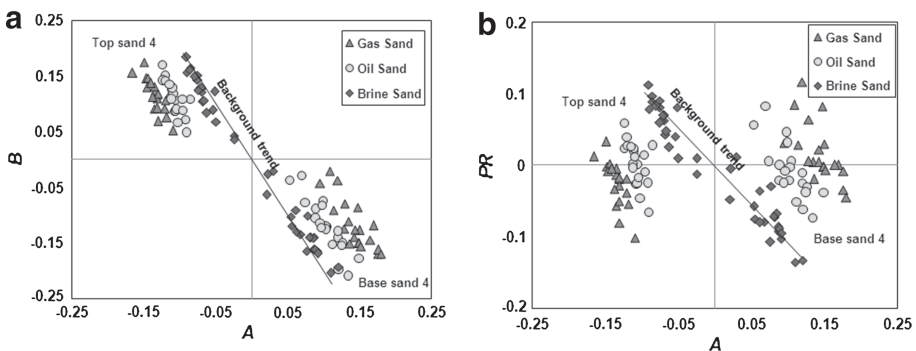 a
0.25
0.15
0.05
-0.05
-0.15
-0.25
B
-0.25
-0.15
-0.05
0.05
0.15
0.25
A
Top sand 4
Background trend
Base sand 4
Gas Sand
Oil Sand
Brine Sand
b
0.2
0.1
0
-0.1
-0.2
PR
-0.25
-0.15
-0.05
0.05
0.15
0.25
A
Top sand 4
Background trend
Base sand 4
Gas Sand
Oil Sand
Brine Sand